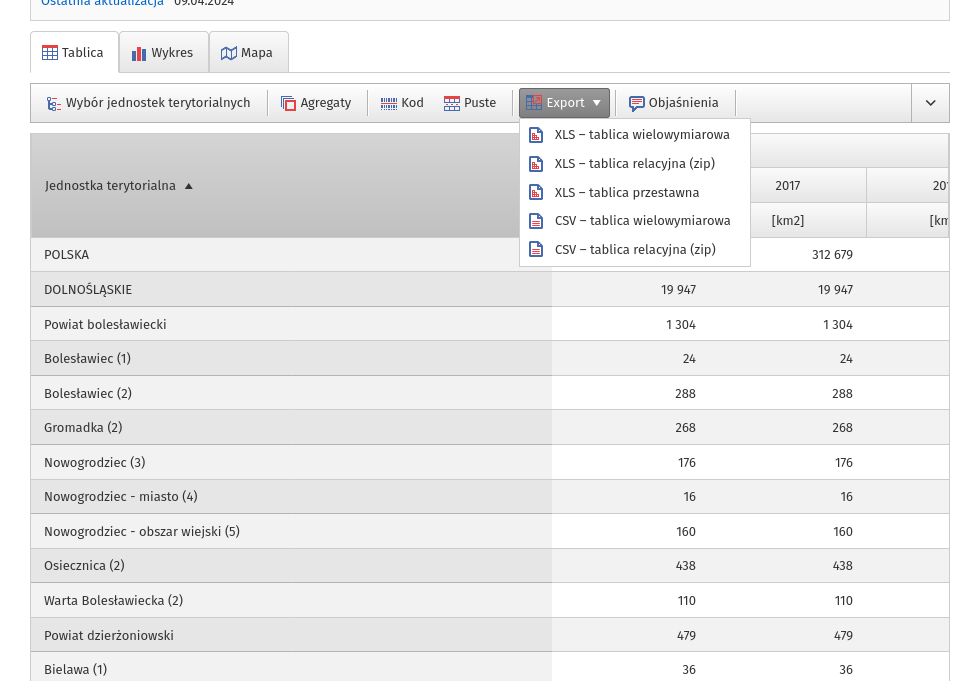 Ostatnia aktualizacja 09.04.2024
Tablica Wykres Mapa
Wybór jednostek terytorialnych Agregaty Kod Puste Export Objaśnienia
XLS – tablica wielowymiarowa
XLS – tablica relacyjna (zip)
XLS – tablica przestawna
CSV – tablica wielowymiarowa
CSV – tablica relacyjna (zip)
Jednostka terytorialna ▲
2017
[km2]
POLSKA 312 679
DOLNOŚLĄSKIE 19 947 19 947
Powiat bolesławiecki 1 304 1 304
Bolesławiec (1) 24 24
Bolesławiec (2) 288 288
Gromadka (2) 268 268
Nowogrodziec (3) 176 176
Nowogrodziec - miasto (4) 16 16
Nowogrodziec - obszar wiejski (5) 160 160
Osiecznica (2) 438 438
Warta Bolesławiecka (2) 110 110
Powiat dzierżoniowski 479 479
Bielawa (1) 36 36